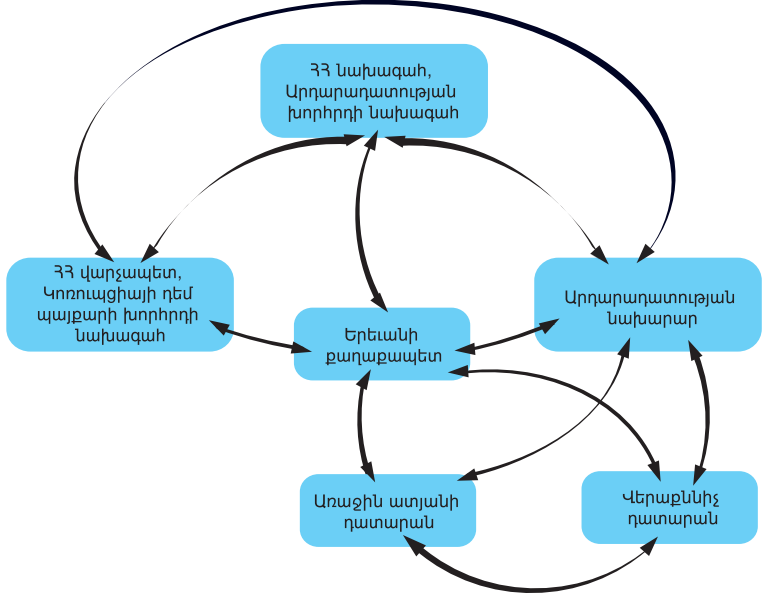 ՀՀ նախագահ,
Արդարադատության
խորհրդի նախագահ
ՀՀ վարչապետ,
Կոռուպցիայի դեմ
պայքարի խորհրդի
նախագահ
Արդարադատության
նախարար
Երեւանի
քաղաքապետ
Առաջին ատյանի
դատարան
Վերաքննիչ
դատարան